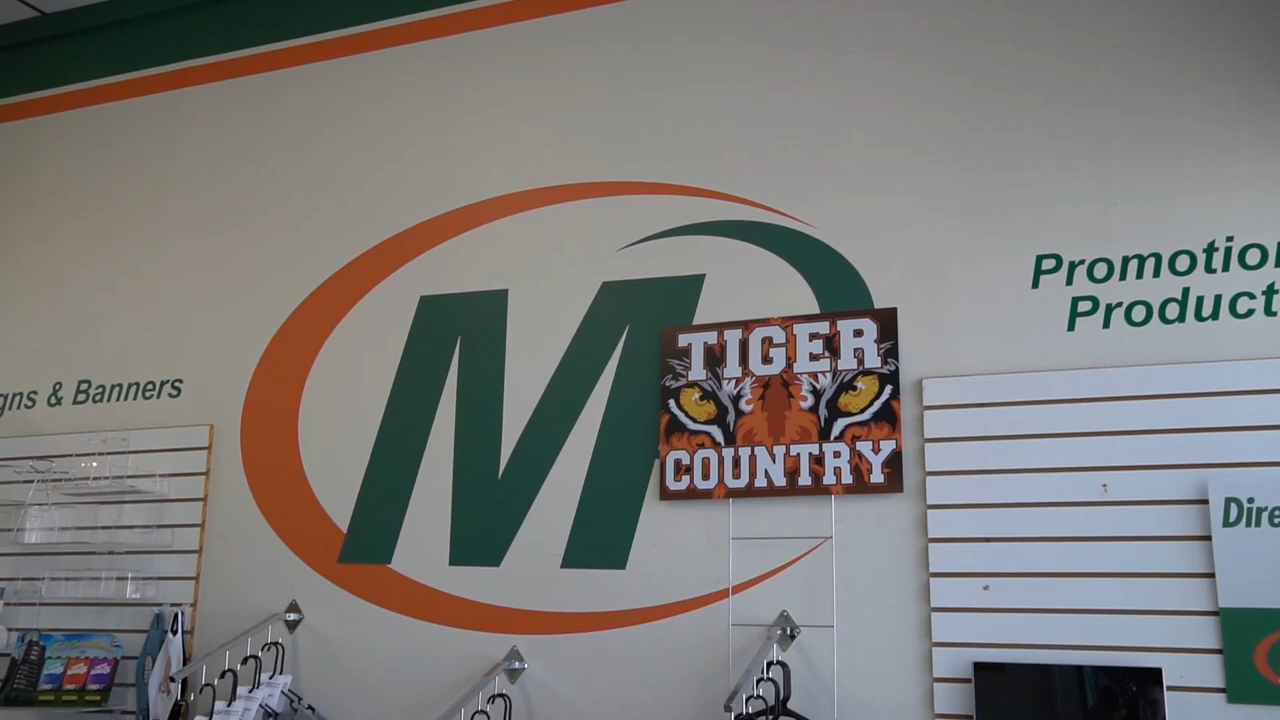 gns & Banners
M
TIGER
COUNTRY
Promotion
Product
Dire